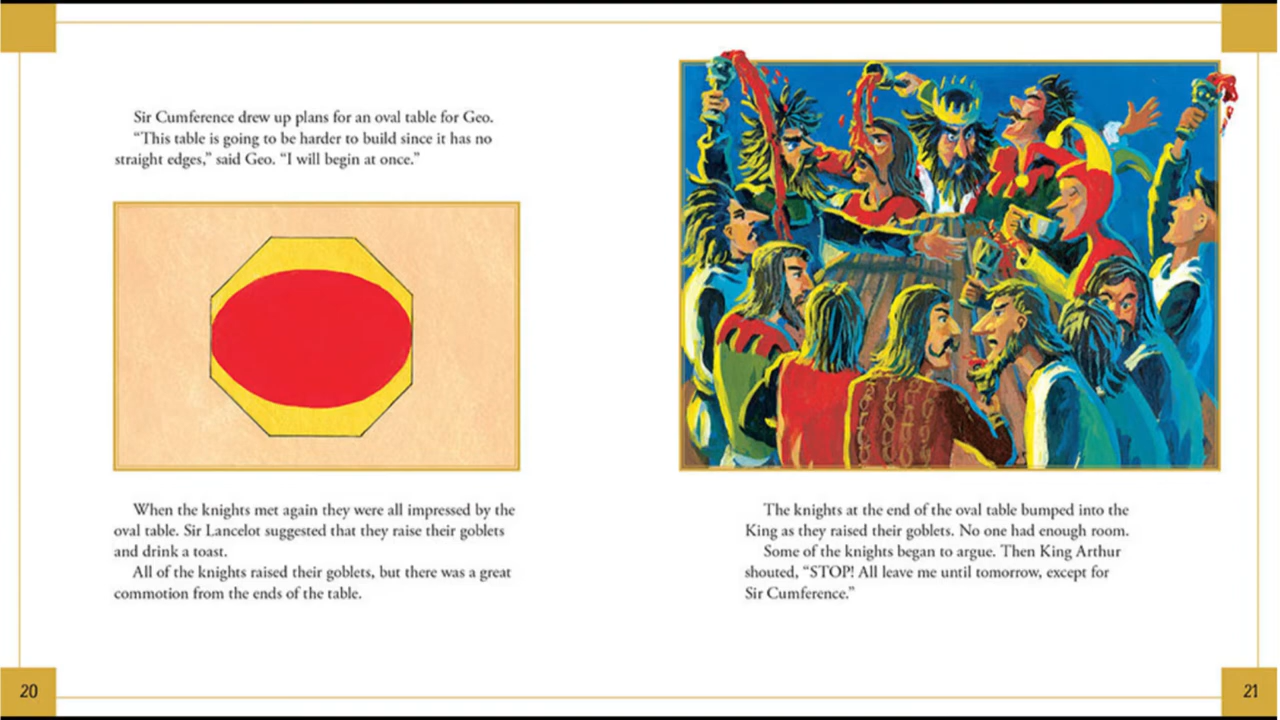 Sir Cumference drew up plans for an oval table for Geo.
“This table is going to be harder to build since it has no
straight edges,” said Geo. “I will begin at once.”
When the knights met again they were all impressed by the
oval table. Sir Lancelot suggested that they raise their goblets
and drink a toast.
All of the knights raised their goblets, but there was a great
commotion from the ends of the table.
20
The knights at the end of the oval table bumped into the
King as they raised their goblets. No one had enough room.
Some of the knights began to argue. Then King Arthur
shouted, “STOP! All leave me until tomorrow, except for
Sir Cumference.”
21